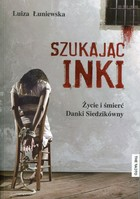 Luiza Łuniewska
SZUKAJĄC
INKI
Życie i śmierć
Danki Siedzikówny